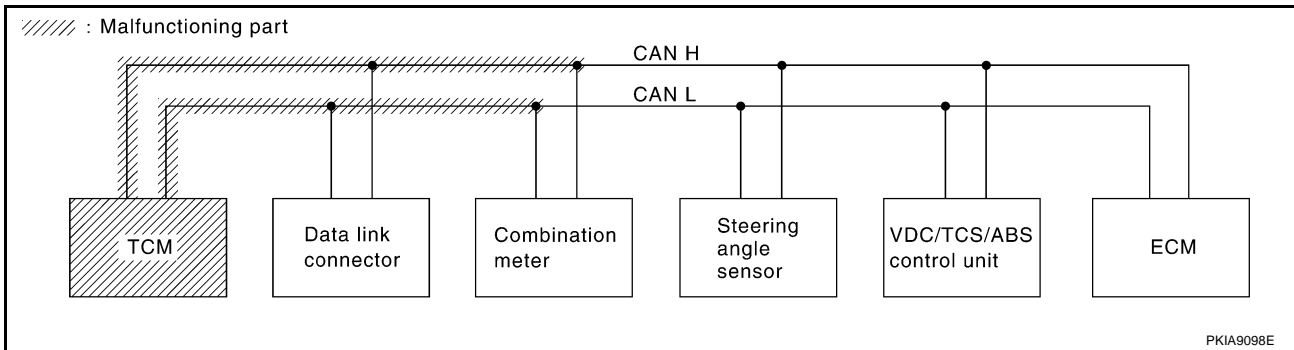 : Malfunctioning part
CAN H
CAN L
TCM
Data link
connector
Combination
meter
Steering
angle
sensor
VDC/TCS/ABS
control unit
ECM
PKIA9098E